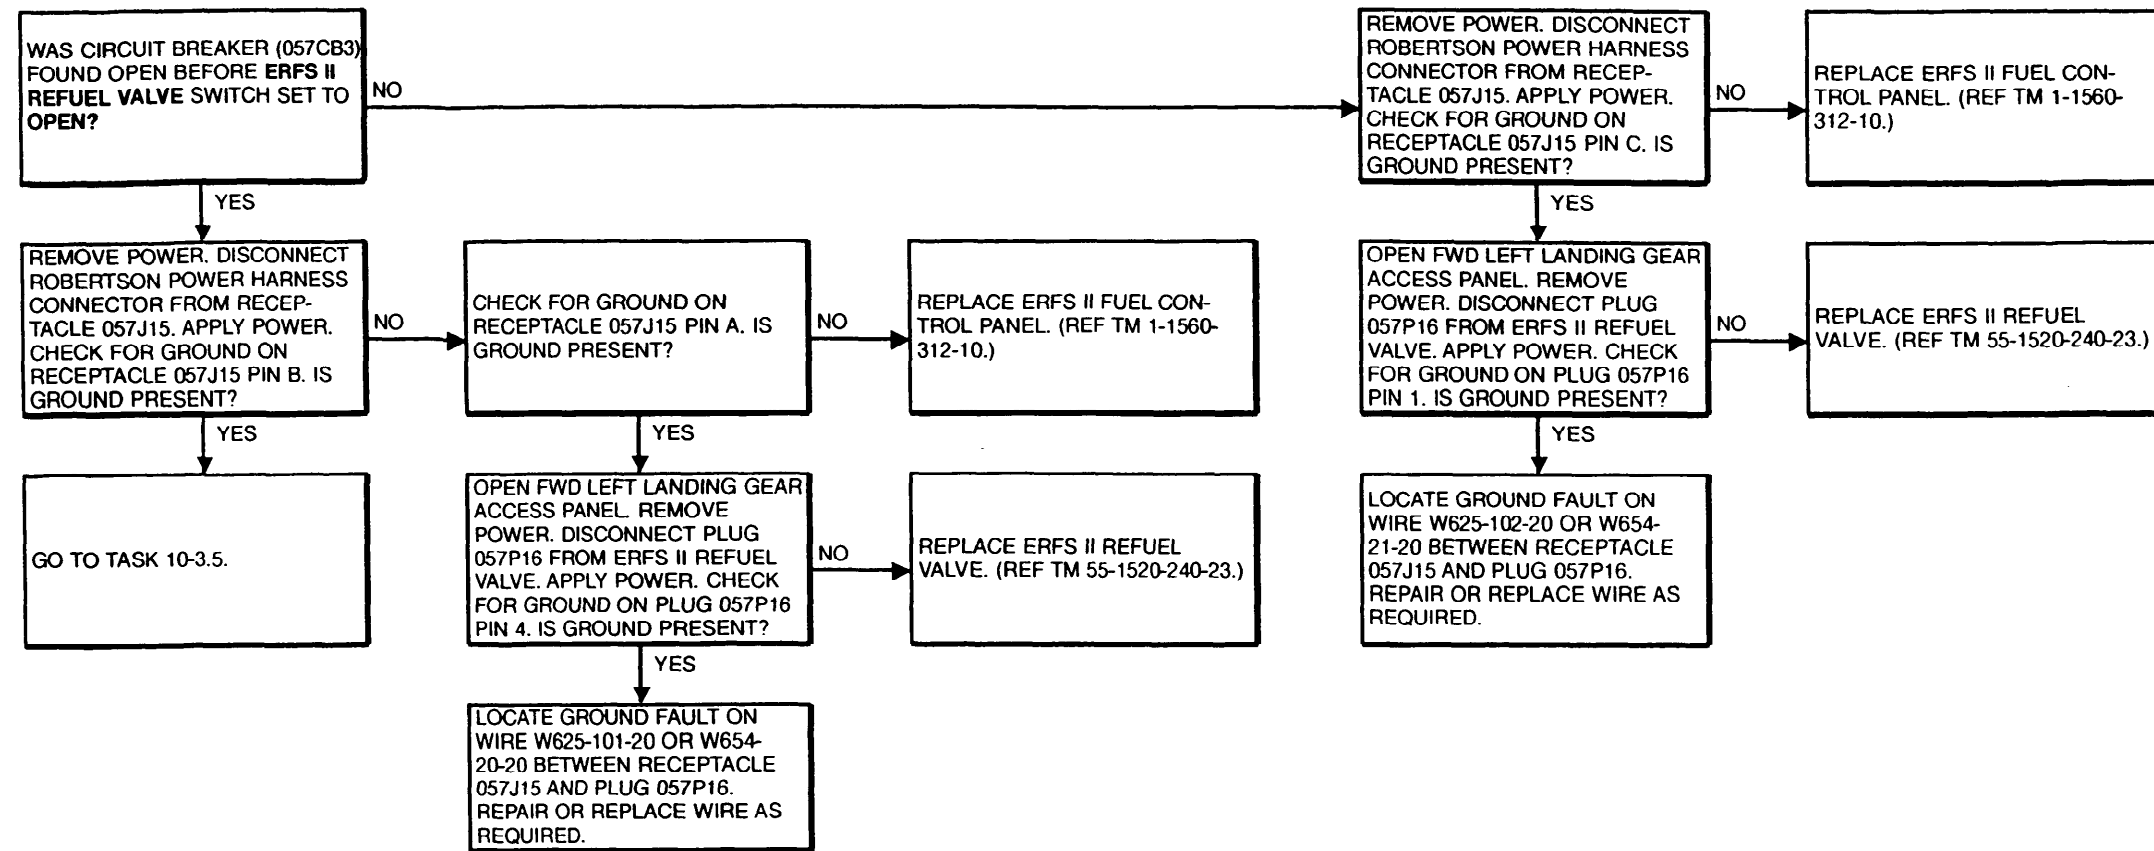 WAS CIRCUIT BREAKER (057CB3)
FOUND OPEN BEFORE ERFS II
REFUEL VALVE SWITCH SET TO
OPEN?
NO
REMOVE POWER. DISCONNECT
ROBERTSON POWER HARNESS
CONNECTOR FROM RECEP-
TACLE 057J15. APPLY POWER.
CHECK FOR GROUND ON
RECEPTACLE 057J15 PIN C. IS
GROUND PRESENT?
NO
REPLACE ERFS II FUEL CON-
TROL PANEL. (REF TM 1-1560-
312-10.)
YES
YES
REMOVE POWER. DISCONNECT
ROBERTSON POWER HARNESS
CONNECTOR FROM RECEP-
TACLE 057J15. APPLY POWER.
CHECK FOR GROUND ON
RECEPTACLE 057J15 PIN B. IS
GROUND PRESENT?
NO
CHECK FOR GROUND ON
RECEPTACLE 057J15 PIN A. IS
GROUND PRESENT?
NO
REPLACE ERFS II FUEL CON-
TROL PANEL. (REF TM 1-1560-
312-10.)
OPEN FWD LEFT LANDING GEAR
ACCESS PANEL. REMOVE
POWER. DISCONNECT PLUG
057P16 FROM ERFS II REFUEL
VALVE. APPLY POWER. CHECK
FOR GROUND ON PLUG 057P16
PIN 1. IS GROUND PRESENT?
NO
REPLACE ERFS II REFUEL
VALVE. (REF TM 55-1520-240-23.)
YES
YES
YES
GO TO TASK 10-3.5.
OPEN FWD LEFT LANDING GEAR
ACCESS PANEL. REMOVE
POWER. DISCONNECT PLUG
057P16 FROM ERFS II REFUEL
VALVE. APPLY POWER. CHECK
FOR GROUND ON PLUG 057P16
PIN 4. IS GROUND PRESENT?
NO
REPLACE ERFS II REFUEL
VALVE. (REF TM 55-1520-240-23.)
LOCATE GROUND FAULT ON
WIRE W625-102-20 OR W654-
21-20 BETWEEN RECEPTACLE
057J15 AND PLUG 057P16.
REPAIR OR REPLACE WIRE AS
REQUIRED.
YES
LOCATE GROUND FAULT ON
WIRE W625-101-20 OR W654-
20-20 BETWEEN RECEPTACLE
057J15 AND PLUG 057P16.
REPAIR OR REPLACE WIRE AS
REQUIRED.